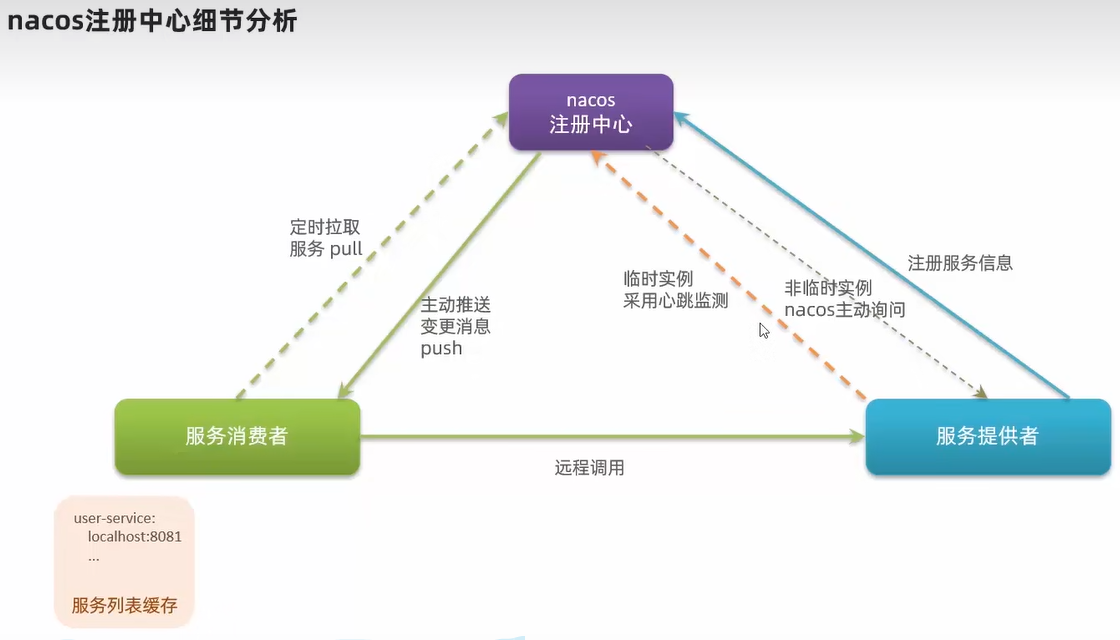 nacos注册中心细节分析
nacos
注册中心
定时拉取
服务 pull
主动推送
变更消息
push
临时实例
采用心跳监测
非临时实例
nacos主动询问
注册服务信息
服务消费者
服务提供者
远程调用
user-service:
localhost:8081
...
服务列表缓存